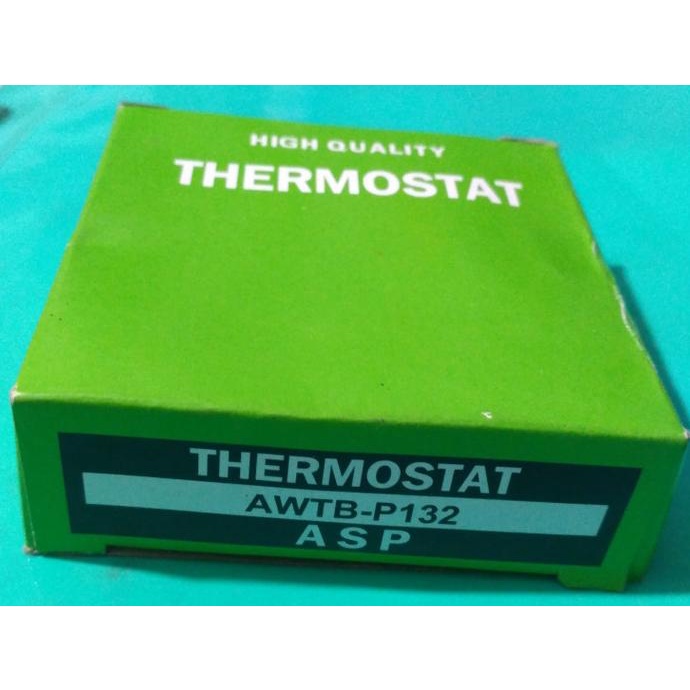 HIGH QUALITY
THERMOSTAT
THERMOSTAT
AWTB-P132
ASP